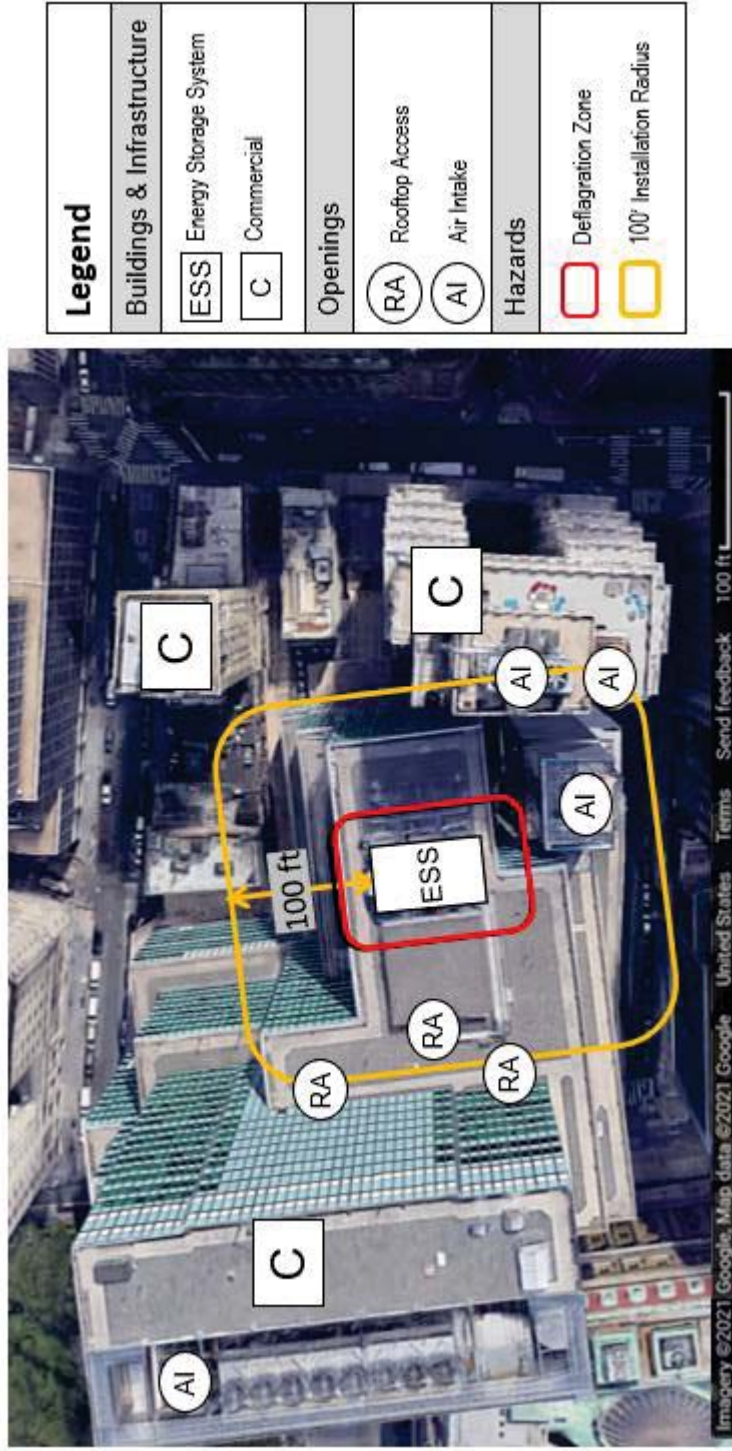 C
C
C
AI
AI
AI
AI
RA
RA
RA
ESS
100 ft
Imagery ©2021 Google, Map data ©2021 Google
United States
Terms
Send feedback
100 ft
Legend
Buildings & Infrastructure
ESS Energy Storage System
C Commercial
Openings
RA Rooftop Access
AI Air Intake
Hazards
Deflagration Zone
100' Installation Radius